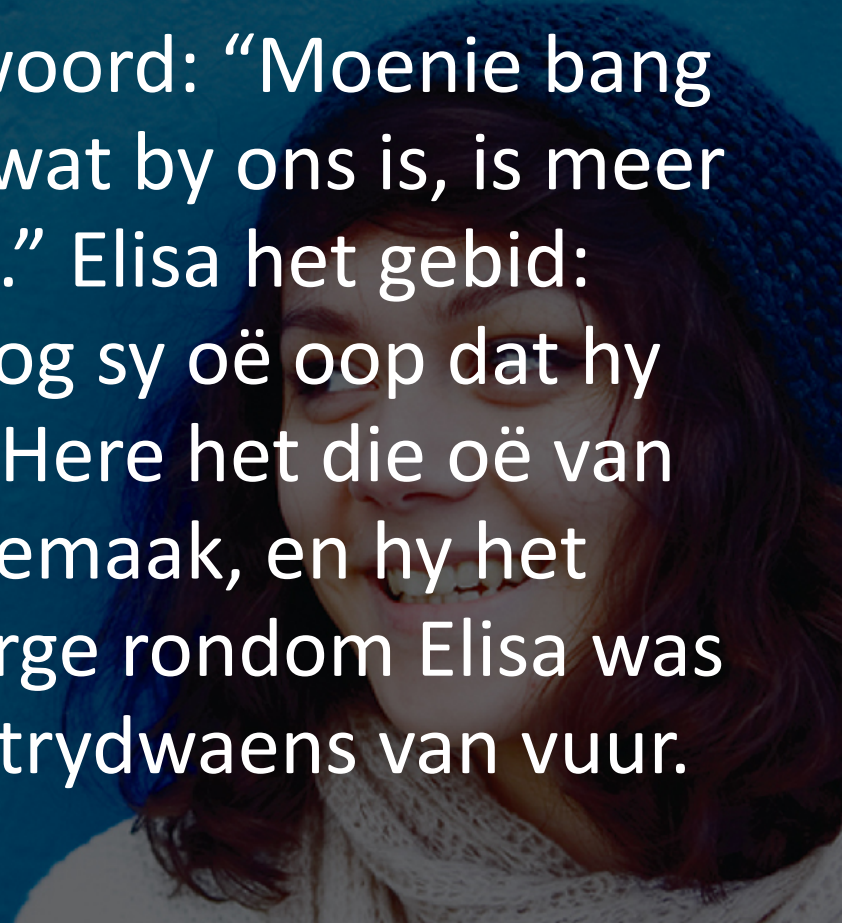 woord: “Moenie bang
wat by ons is, is meer
.” Elisa het gebid:
og sy oë oop dat hy
Here het die oë van
emaak, en hy het
rge rondom Elisa was
trydwaens van vuur.